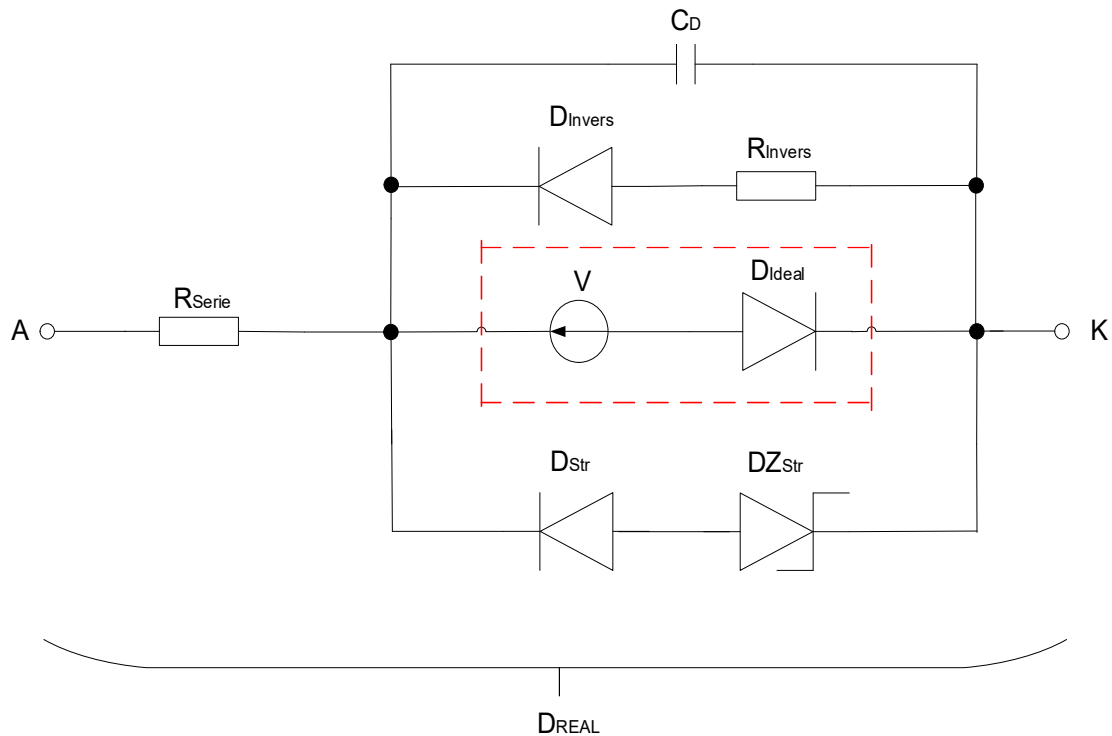 CD
DInvers
RInvers
RSerie
V
DIdeal
A
K
DStr
DZStr
DREAL